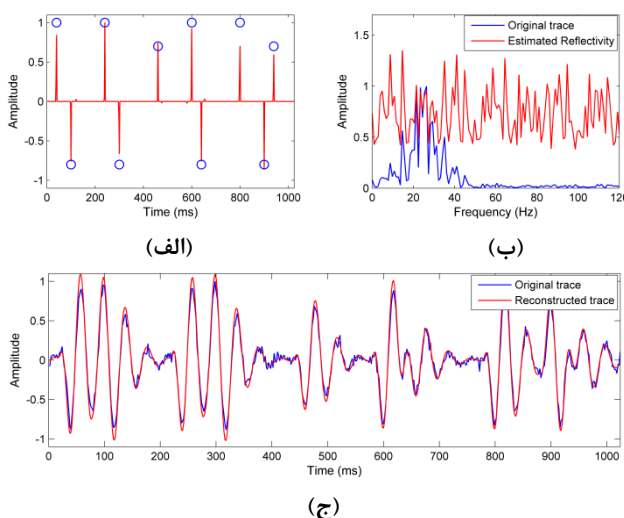 1
0.5
0
-0.5
-1
Amplitude
0 200 400 600 800 1000
Time (ms)
(الف)
1.5
1
0.5
0
Amplitude
Original trace
Estimated Reflectivity
0 20 40 60 80 100 120
Frequency (Hz)
(ب)
1
0.5
0
-0.5
-1
Amplitude
Original trace
Reconstructed trace
0 100 200 300 400 500 600 700 800 900 1000
Time (ms)
(ج)